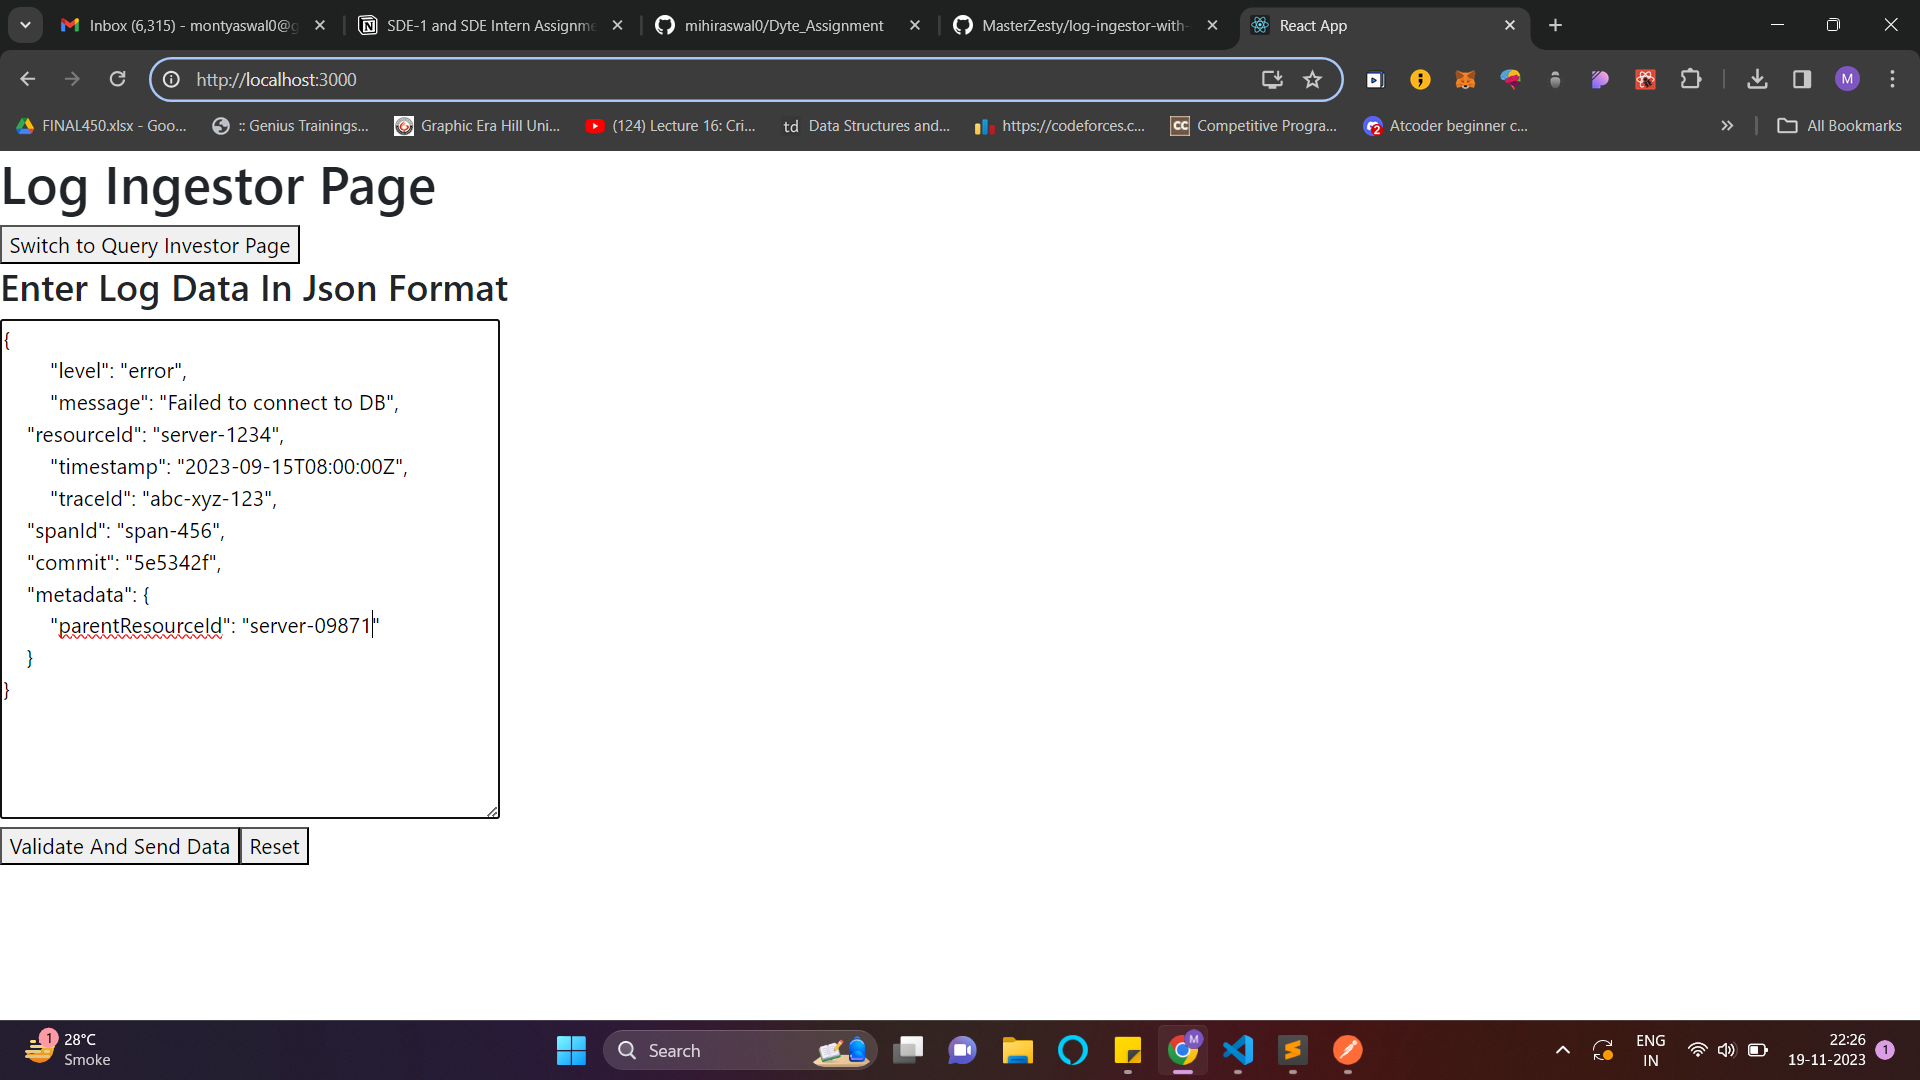 Inbox (6,315) - montyaswal0@g
SDE-1 and SDE Intern Assignme
mihiraswal0/Dyte_Assignment
MasterZesty/log-ingestor-with-
React App
http://localhost:3000
M
FINAL450.xlsx - Goo...
:: Genius Trainings...
Graphic Era Hill Uni...
(124) Lecture 16: Cri...
td Data Structures and...
https://codeforces.c...
CC Competitive Progra...
2 Atcoder beginner c...
All Bookmarks
Log Ingestor Page
Switch to Query Investor Page
Enter Log Data In Json Format
{
"level": "error",
"message": "Failed to connect to DB",
"resourceId": "server-1234",
"timestamp": "2023-09-15T08:00:00Z",
"traceId": "abc-xyz-123",
"spanId": "span-456",
"commit": "5e5342f",
"metadata": {
"parentResourceId": "server-09871"
}
}
Validate And Send Data
Reset
1
28°C
Smoke
Search
M
ENG
IN
22:26
19-11-2023
1